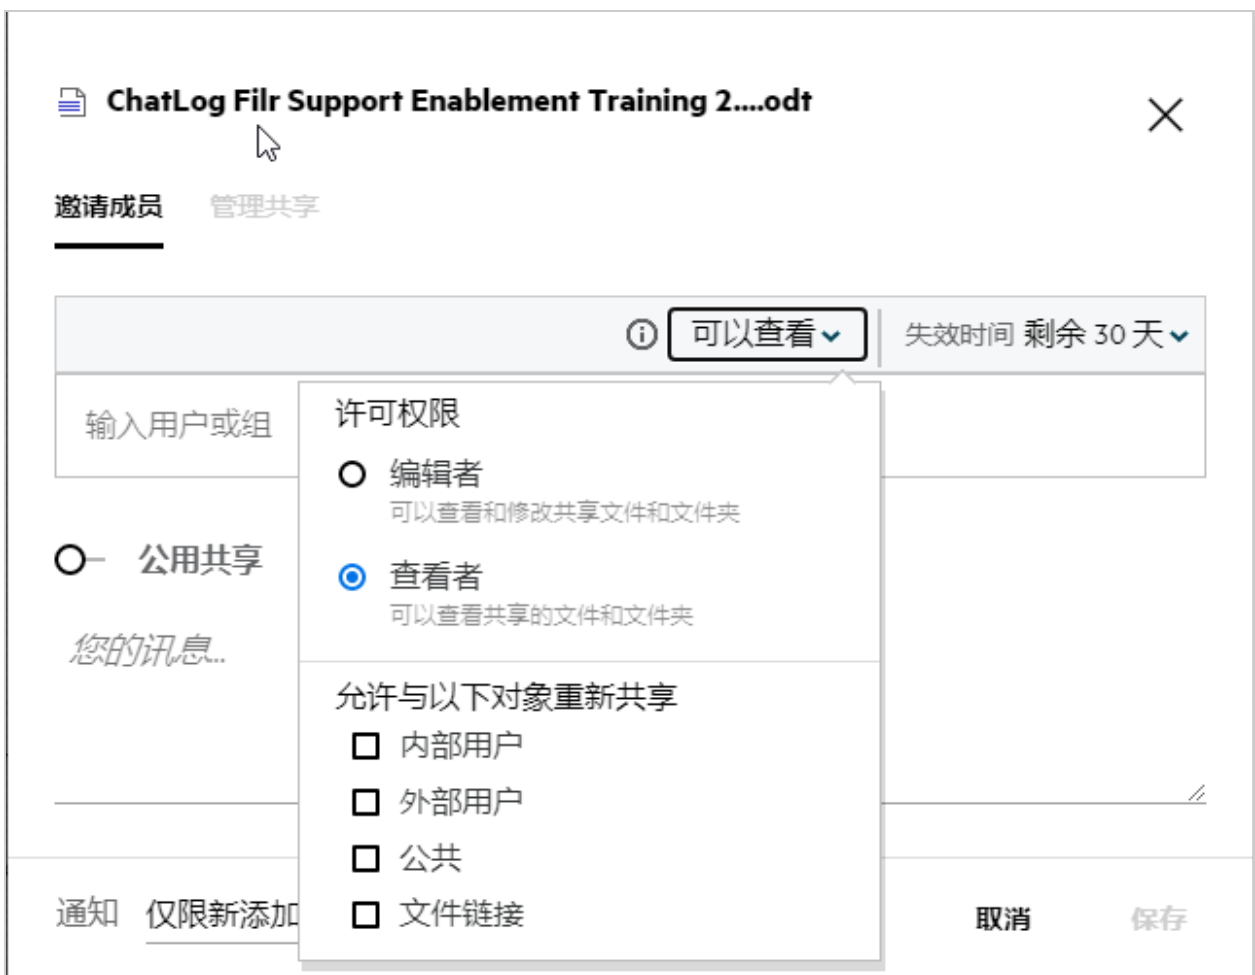 ChatLog Filr Support Enablement Training 2....odt
邀请成员 管理共享
可以查看 失效时间 剩余 30 天
输入用户或组
许可权限
编辑者
可以查看和修改共享文件和文件夹
公用共享
查看者
可以查看共享的文件和文件夹
您的讯息...
允许与以下对象重新共享
内部用户
外部用户
公共
文件链接
通知 仅限新添加
取消 保存